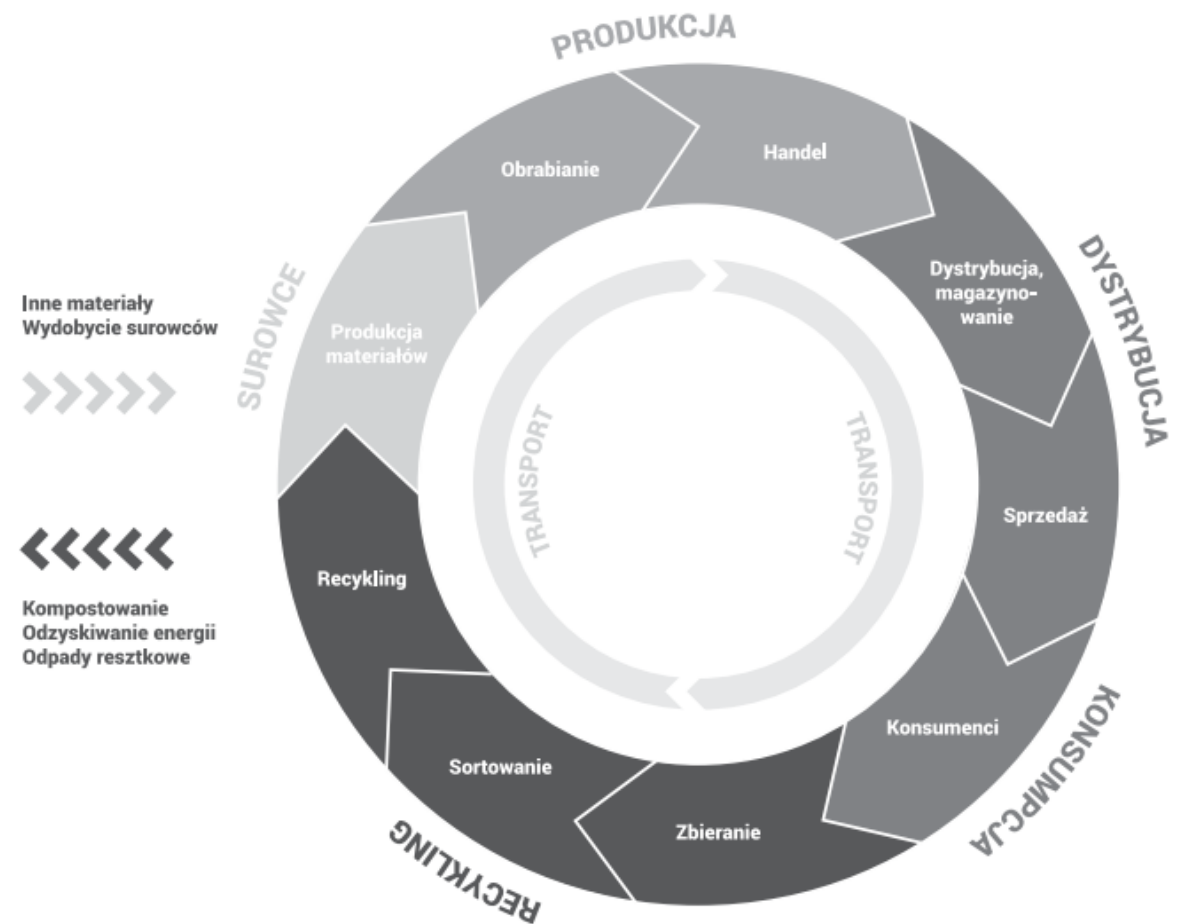 PRODUKCJA
Obrabianie
Handel
Dystrybucja,
magazyno-
wanie
DYSTRYBUCJA
Inne materiały
Wydobycie surowców
SUROWCE
Produkcja
materiałów
TRANSPORT
TRANSPORT
Sprzedaż
Recykling
Kompostowanie
Odzyskiwanie energii
Odpady resztkowe
Konsumenci
KONSUMPCJA
Sortowanie
Zbieranie
RECYKLING